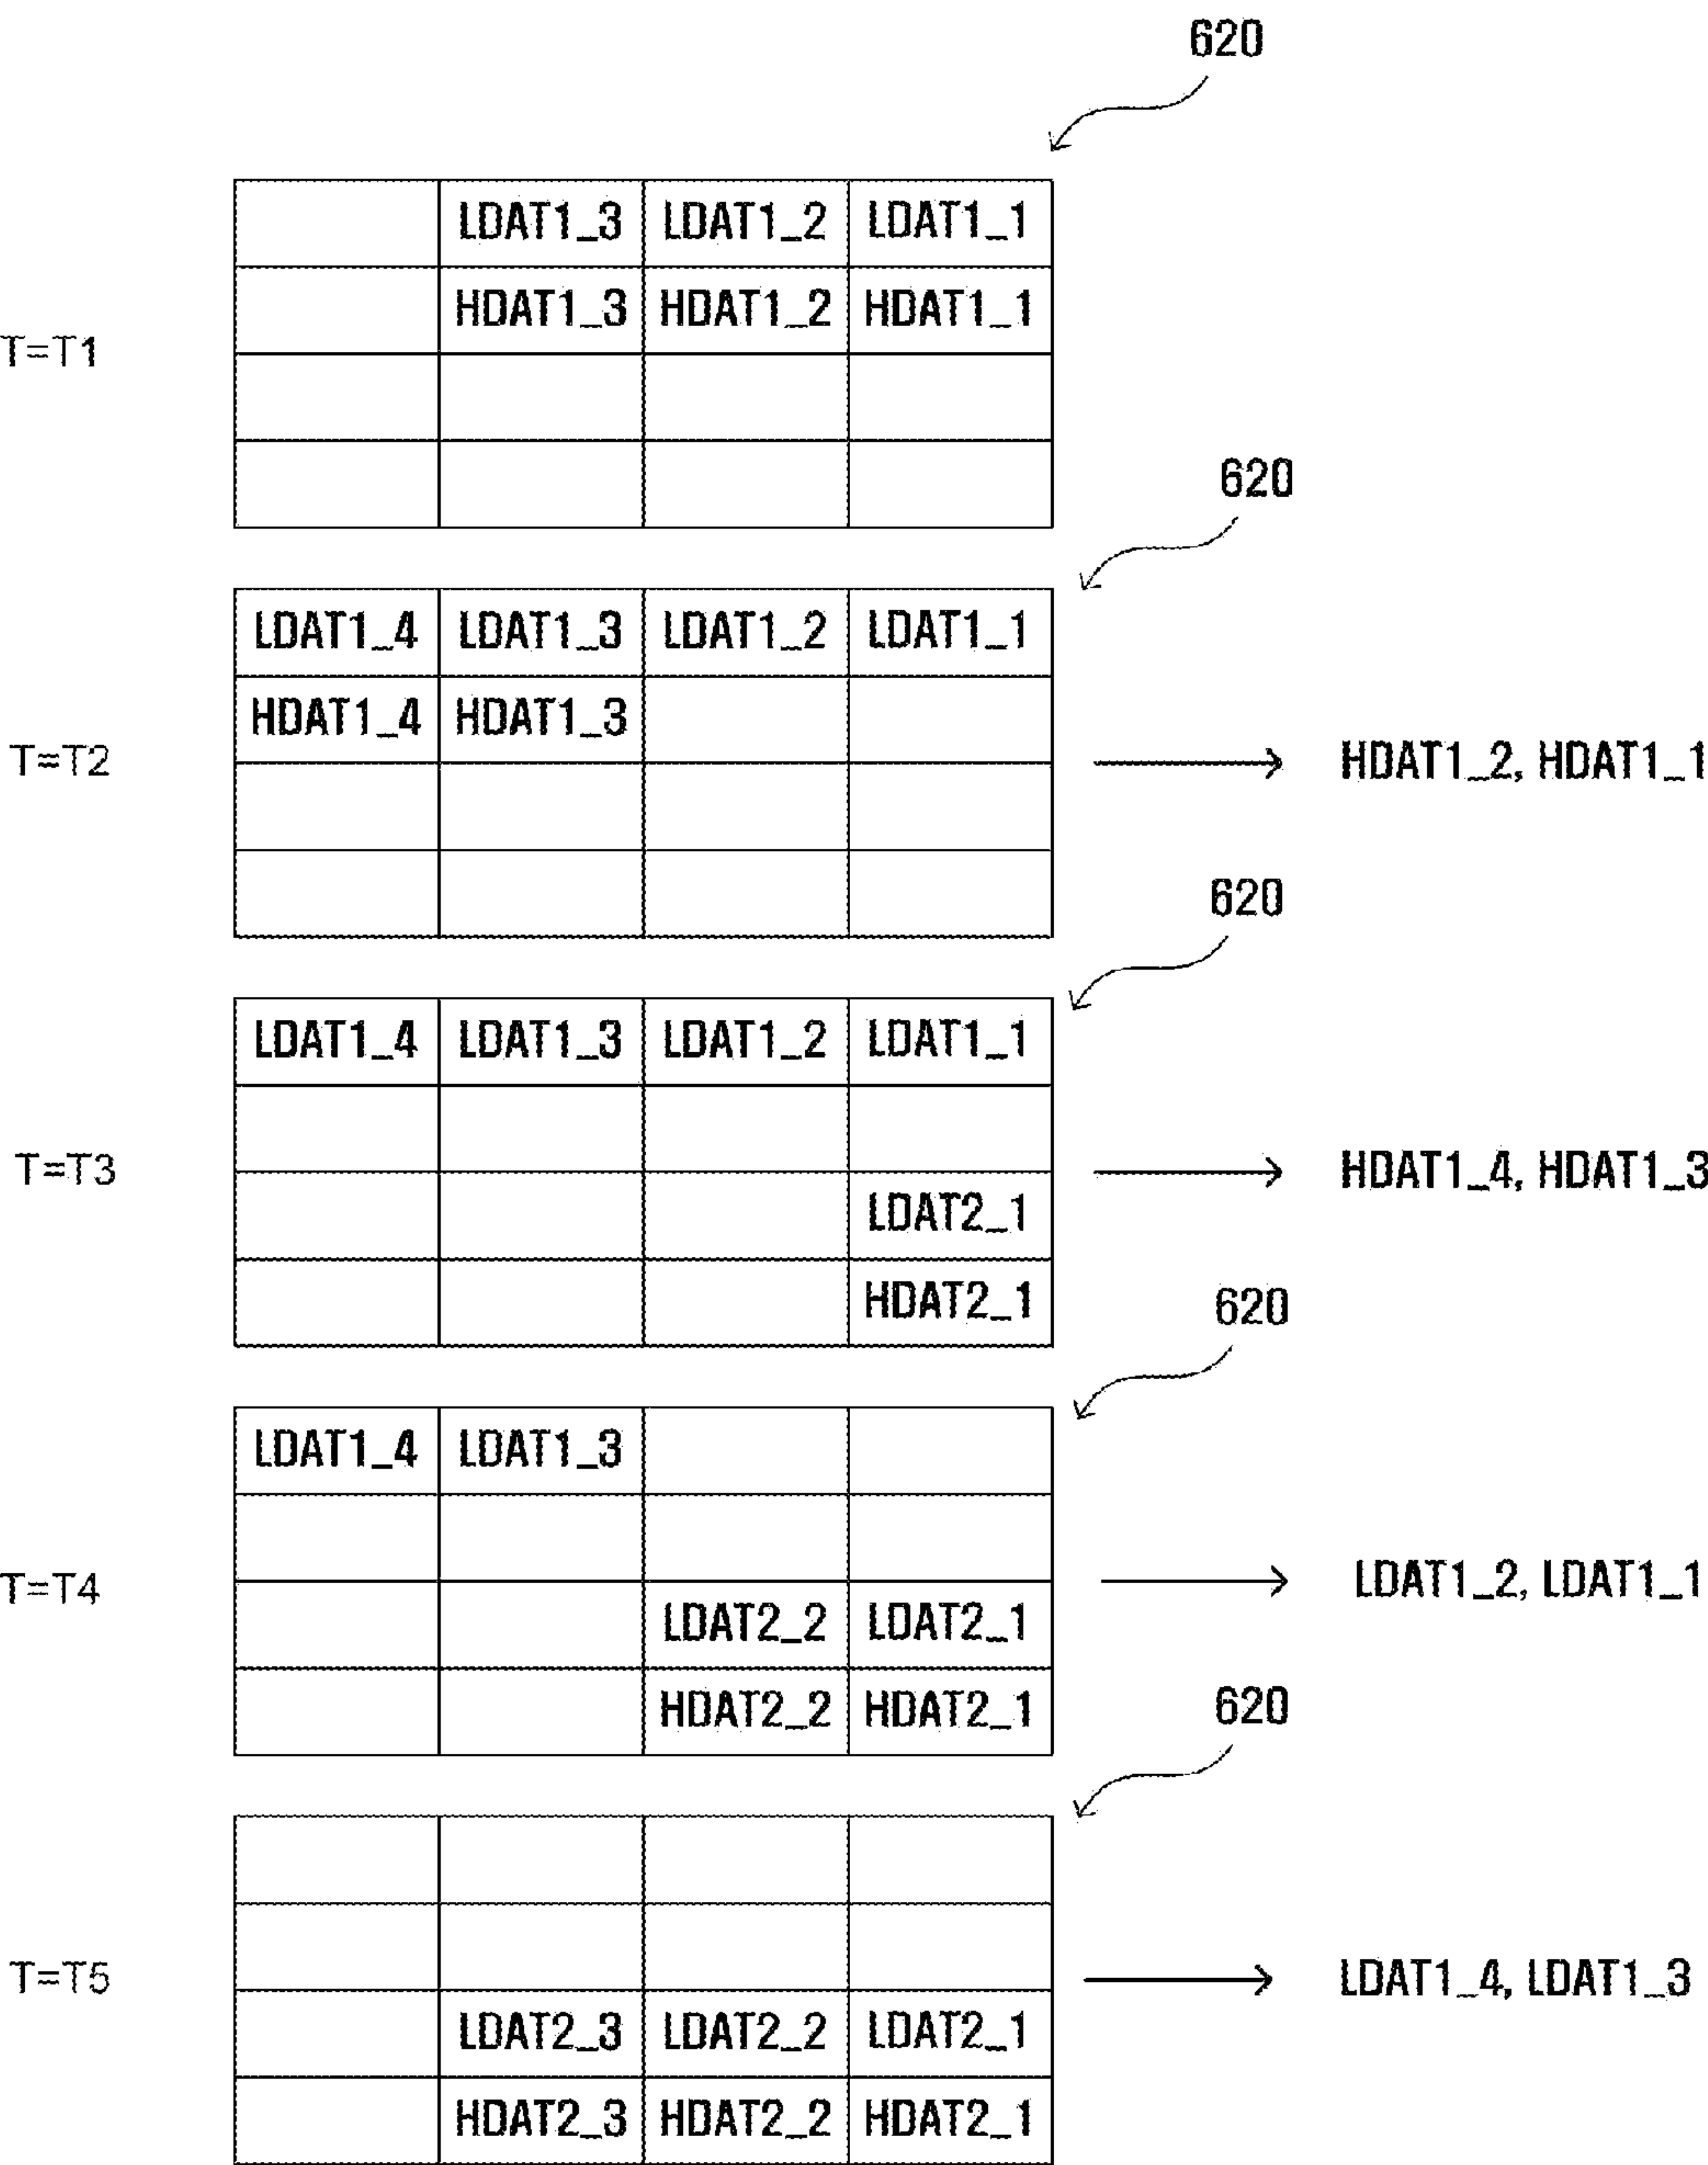 620
LDAT1_3 LDAT1_2 LDAT1_1
HDAT1_3 HDAT1_2 HDAT1_1
T=T1
620
LDAT1_4 LDAT1_3 LDAT1_2 LDAT1_1
HDAT1_4 HDAT1_3
T=T2 HDAT1_2, HDAT1_1
620
LDAT1_4 LDAT1_3 LDAT1_2 LDAT1_1
T=T3 HDAT1_4, HDAT1_3
LDAT2_1
HDAT2_1
620
LDAT1_4 LDAT1_3
T=T4 LDAT1_2, LDAT1_1
LDAT2_2 LDAT2_1
HDAT2_2 HDAT2_1
620
T=T5 LDAT1_4, LDAT1_3
LDAT2_3 LDAT2_2 LDAT2_1
HDAT2_3 HDAT2_2 HDAT2_1